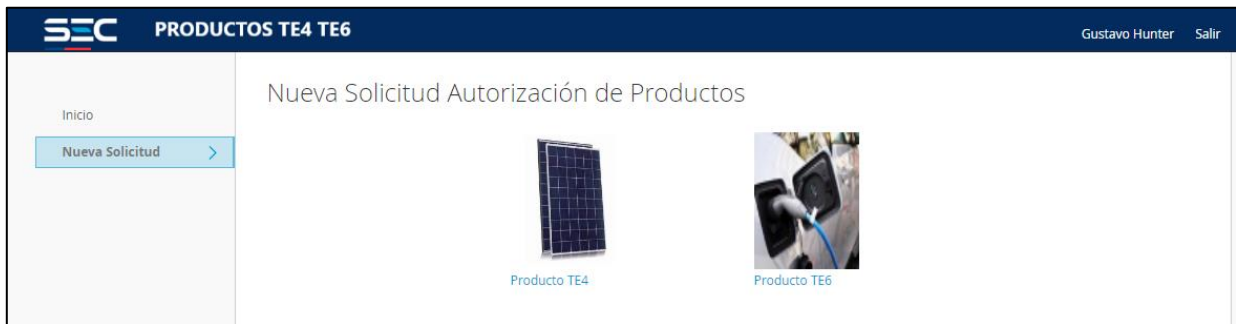 SEC PRODUCTOS TE4 TE6
Gustavo Hunter Salir
Inicio
Nueva Solicitud
Nueva Solicitud Autorización de Productos
Producto TE4
Producto TE6